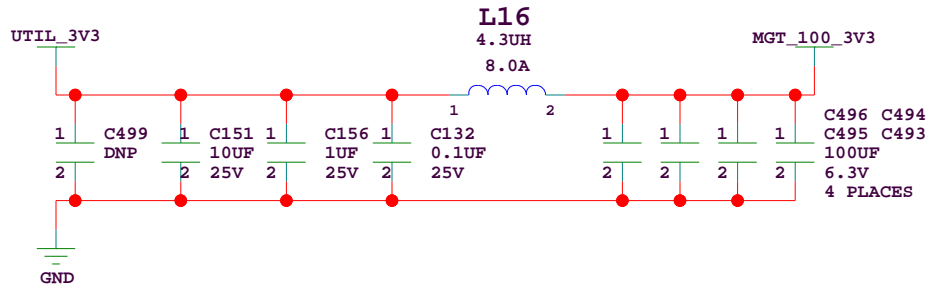 L16
UTIL_3V3
4.3UH
MGT_100_3V3
8.0A
1 2
1 C499
DNP
2
1 C151
10UF
2 25V
1 C156
1UF
2 25V
1 C132
0.1UF
2 25V
1 1 1 1
2 2 2 2
C496 C494
C495 C493
100UF
6.3V
4 PLACES
GND